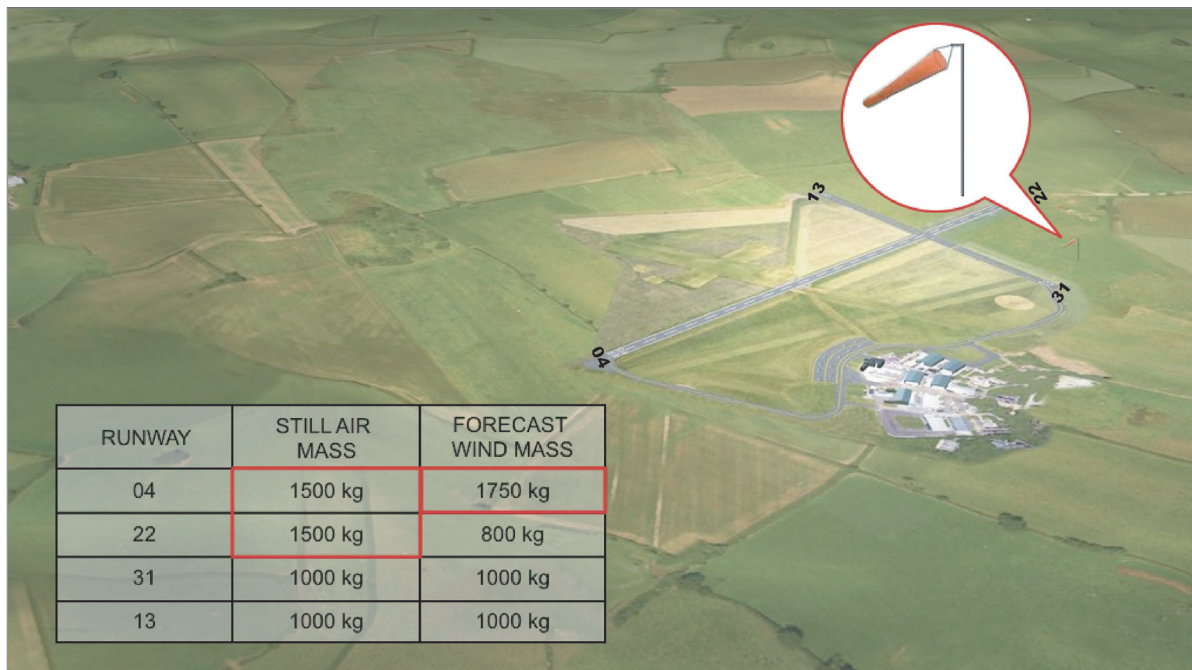 13
22
31
04
RUNWAY
STILL AIR
MASS
FORECAST
WIND MASS
04
1500 kg
1750 kg
22
1500 kg
800 kg
31
1000 kg
1000 kg
13
1000 kg
1000 kg